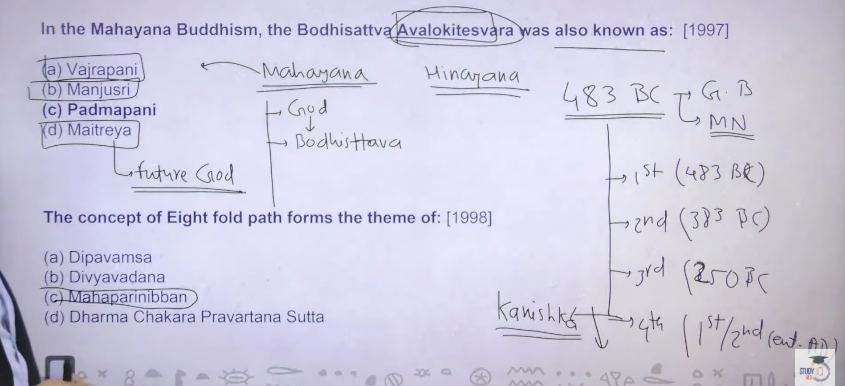 In the Mahayana Buddhism, the Bodhisattva Avalokitesvara was also known as: [1997]
(a) Vajrapani
(b) Manjusri
(c) Padmapani
(d) Maitreya
future God
Mahayana
God
Bodhisttava
Hinayana
483 BC
G.B
MN
1st (483 BC)
2nd (383 BC)
3rd (250 BC
Kanishka
4th (1st/2nd cent. AD)
The concept of Eight fold path forms the theme of: [1998]
(a) Dipavamsa
(b) Divyavadana
(c) Mahaparinibban
(d) Dharma Chakara Pravartana Sutta
STUDY